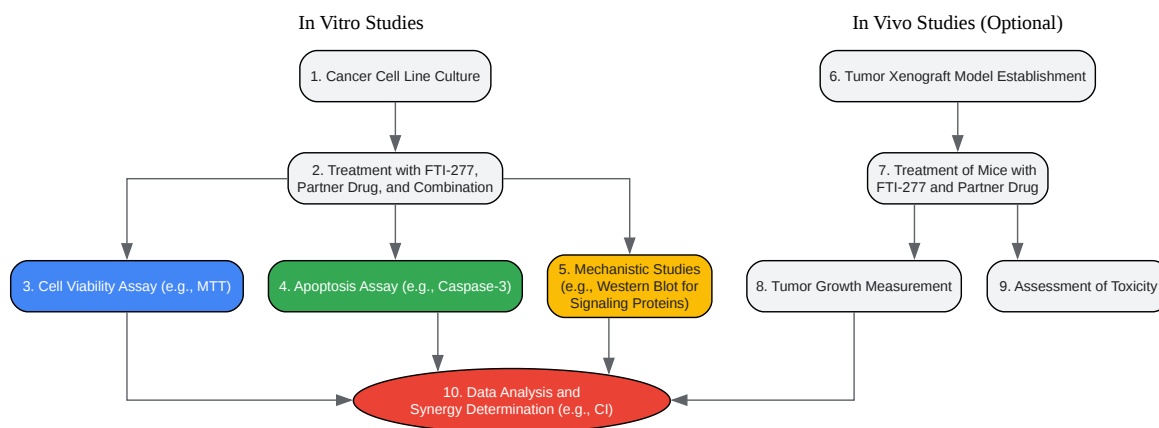 In Vitro Studies
In Vivo Studies (Optional)
1. Cancer Cell Line Culture
6. Tumor Xenograft Model Establishment
2. Treatment with FTI-277,
Partner Drug, and Combination
7. Treatment of Mice with
FTI-277 and Partner Drug
3. Cell Viability Assay (e.g., MTT)
4. Apoptosis Assay (e.g., Caspase-3)
5. Mechanistic Studies
(e.g., Western Blot for
Signaling Proteins)
8. Tumor Growth Measurement
9. Assessment of Toxicity
10. Data Analysis and
Synergy Determination (e.g., CI)